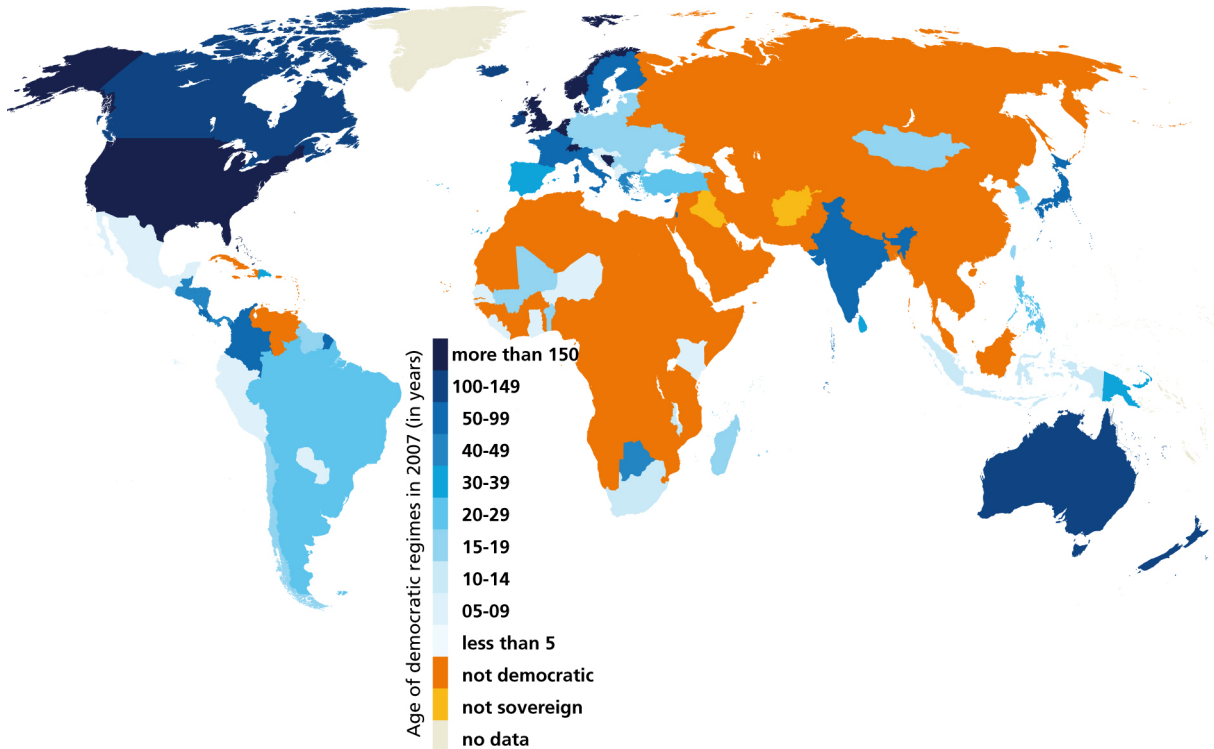 Age of democratic regimes in 2007 (in years)
more than 150
100-149
50-99
40-49
30-39
20-29
15-19
10-14
05-09
less than 5
not democratic
not sovereign
no data